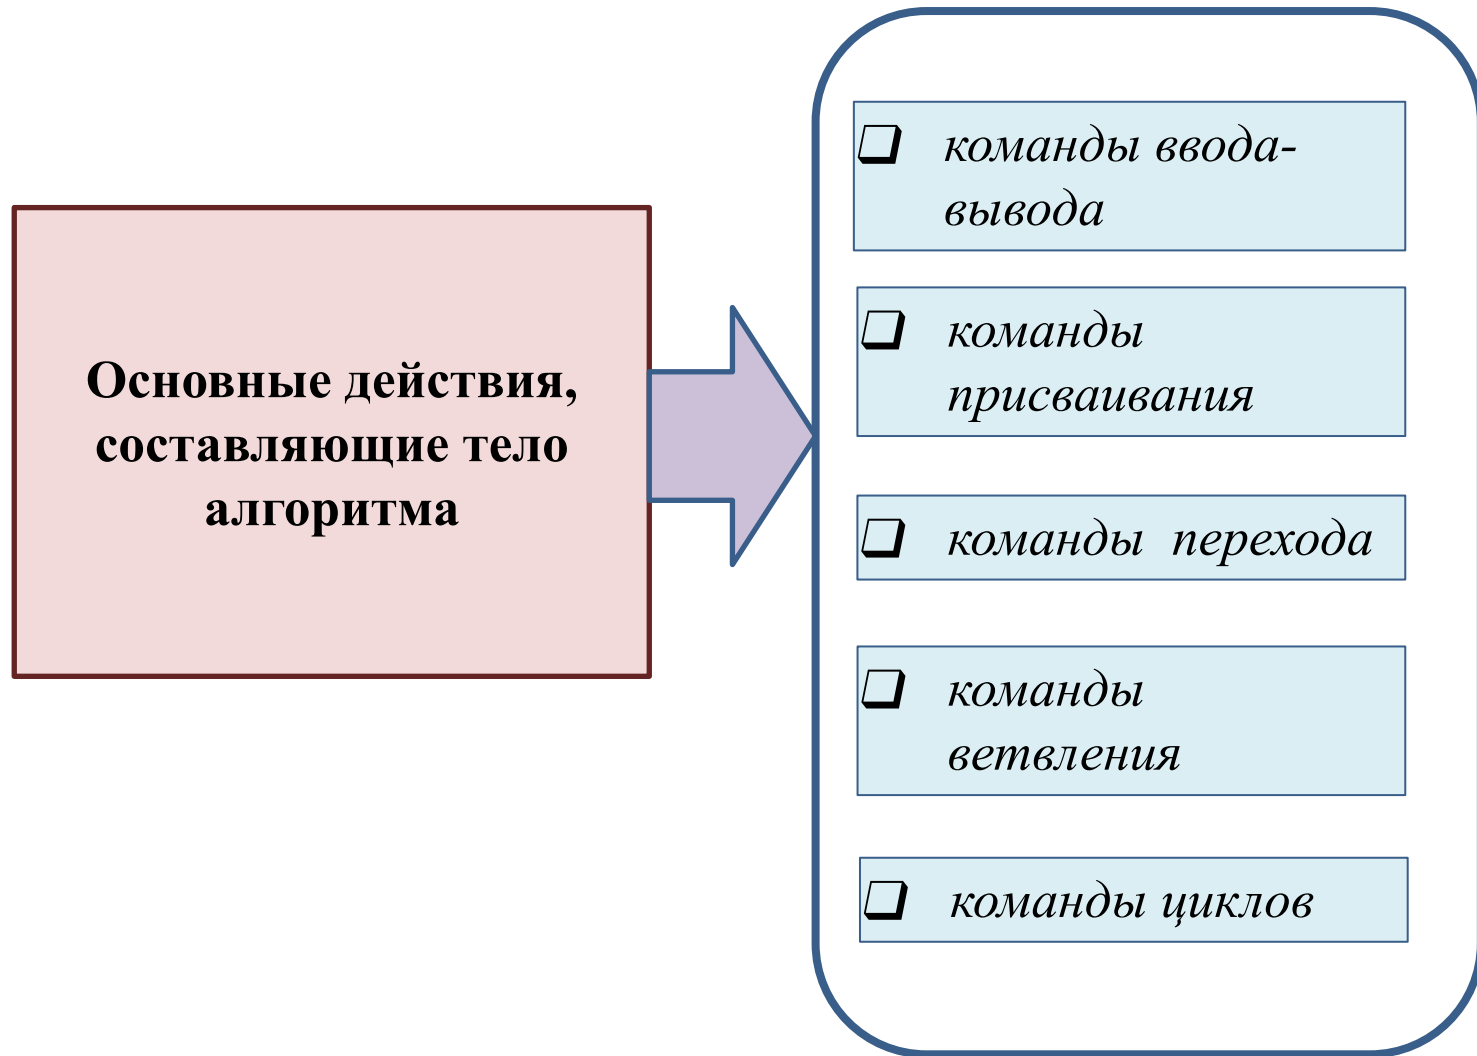 Основные действия,
составляющие тело
алгоритма
команды ввода-
вывода
команды
присваивания
команды перехода
команды
ветвления
команды циклов